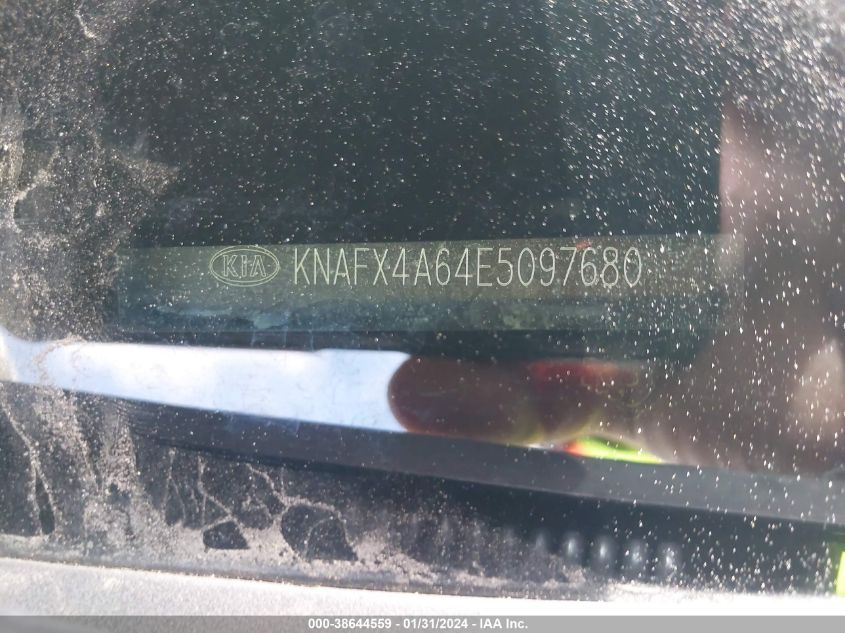 KIA KNAFX4A64E5097680
000-38644559 - 01/31/2024 - IAA Inc.